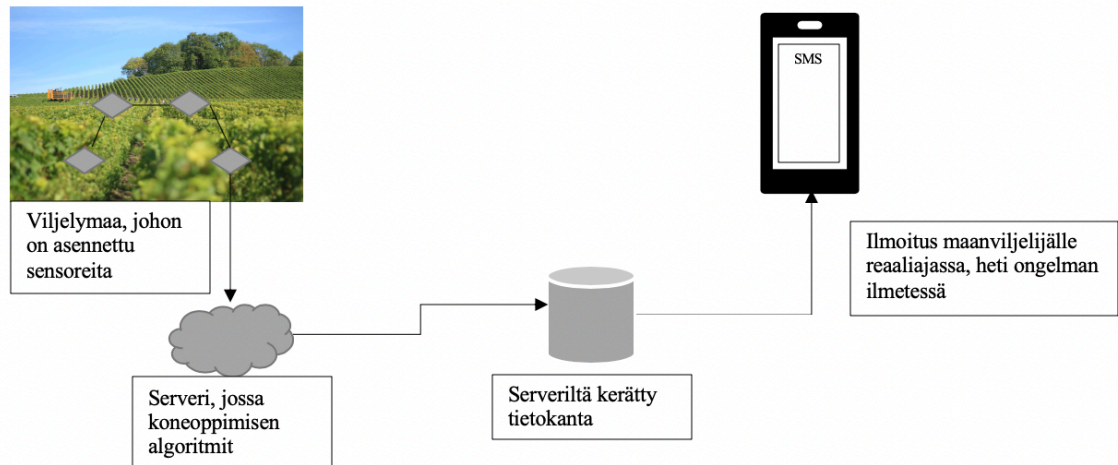 SMS
Viljelymaa, johon
on asennettu
sensoreita
Ilmoitus maanviljelijälle
reaaliajassa, heti ongelman
ilmetessä
Serveri, jossa
koneoppimisen
algoritmit
Serveriltä kerätty
tietokanta